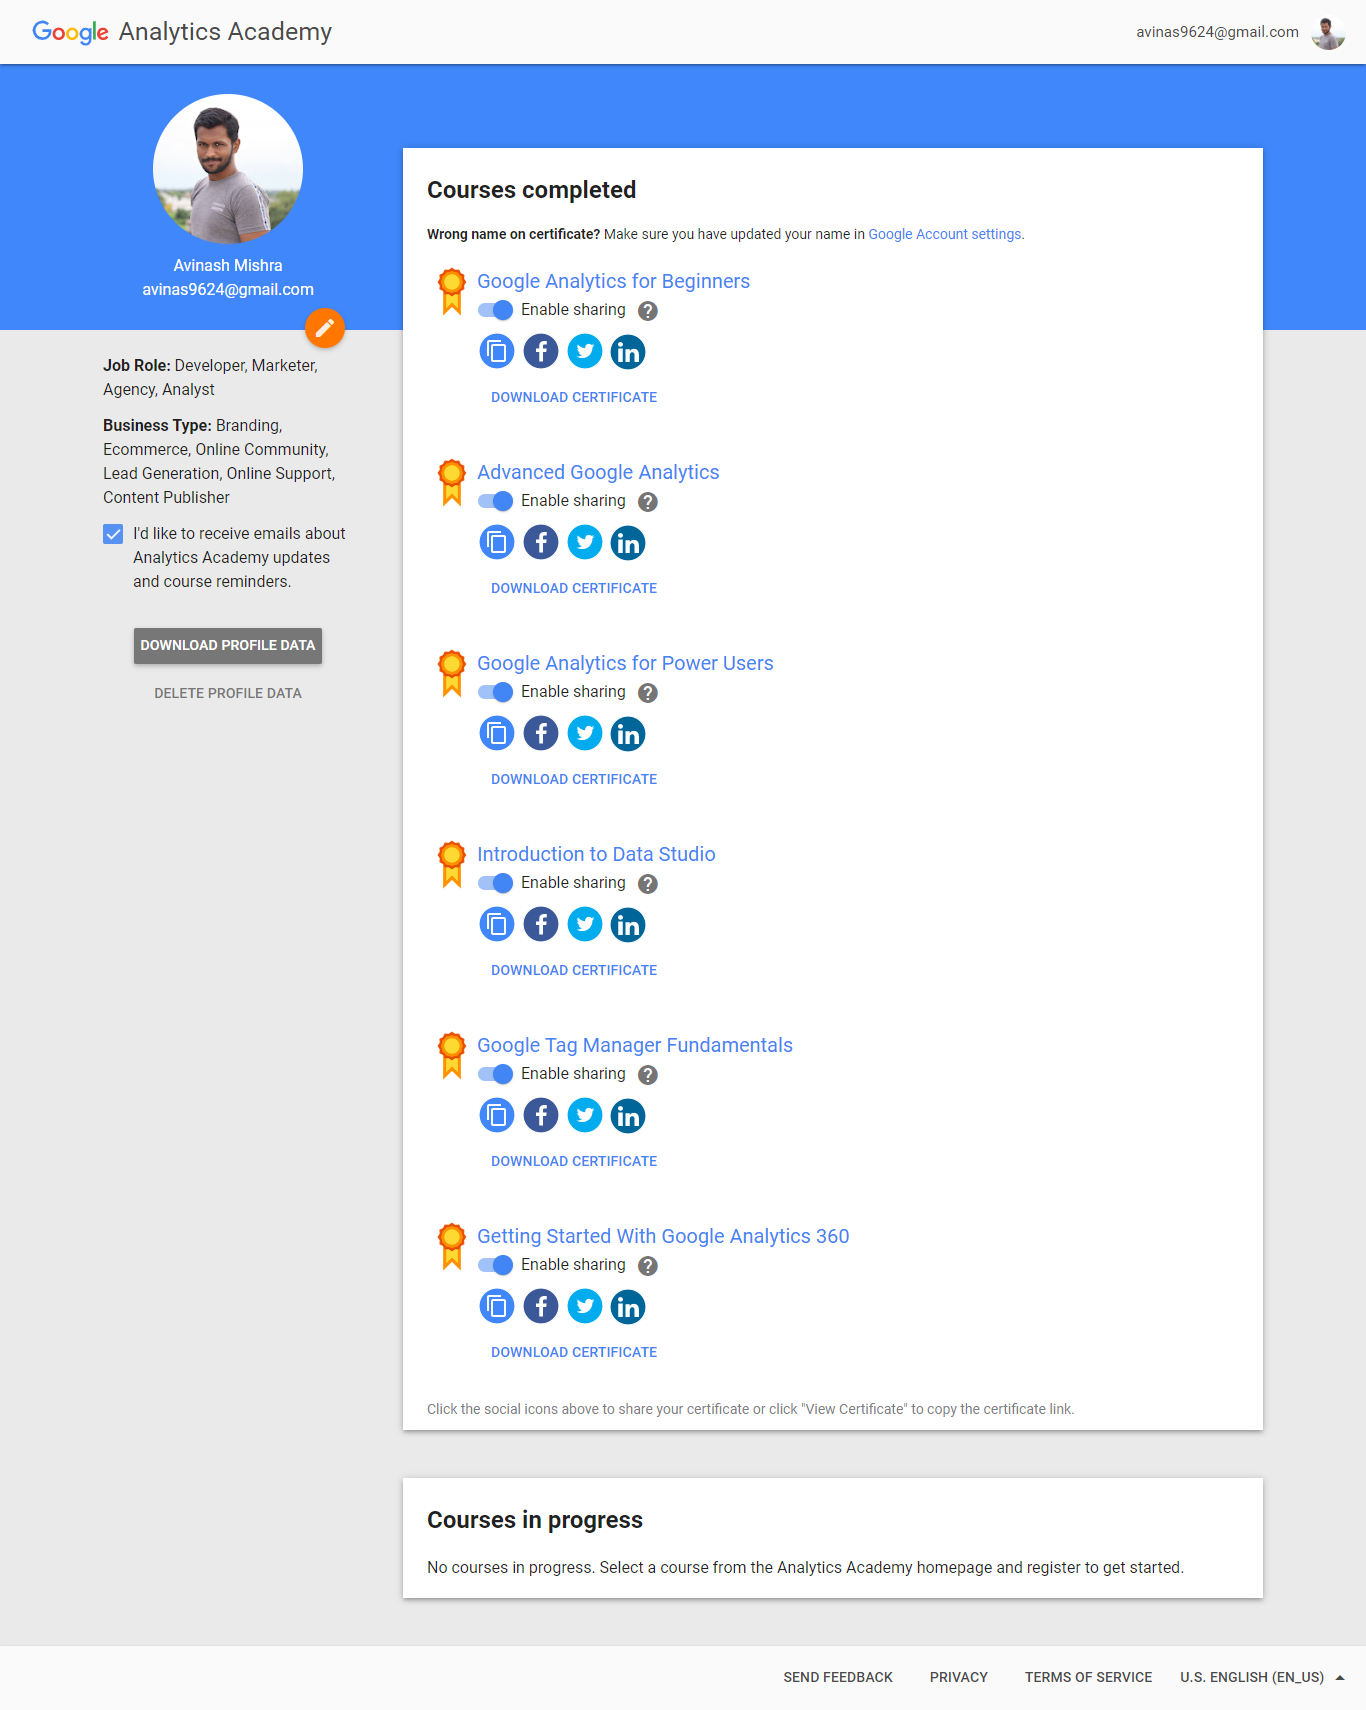 Google Analytics Academy
avinas9624@gmail.com
Avinash Mishra
avinas9624@gmail.com
Job Role: Developer, Marketer,
Agency, Analyst
Business Type: Branding,
Ecommerce, Online Community,
Lead Generation, Online Support,
Content Publisher
I'd like to receive emails about
Analytics Academy updates
and course reminders.
DOWNLOAD PROFILE DATA
DELETE PROFILE DATA
Courses completed
Wrong name on certificate? Make sure you have updated your name in Google Account settings.
Google Analytics for Beginners
Enable sharing ?
f in
DOWNLOAD CERTIFICATE
Advanced Google Analytics
Enable sharing ?
f in
DOWNLOAD CERTIFICATE
Google Analytics for Power Users
Enable sharing ?
f in
DOWNLOAD CERTIFICATE
Introduction to Data Studio
Enable sharing ?
f in
DOWNLOAD CERTIFICATE
Google Tag Manager Fundamentals
Enable sharing ?
f in
DOWNLOAD CERTIFICATE
Getting Started With Google Analytics 360
Enable sharing ?
f in
DOWNLOAD CERTIFICATE
Click the social icons above to share your certificate or click "View Certificate" to copy the certificate link.
Courses in progress
No courses in progress. Select a course from the Analytics Academy homepage and register to get started.
SEND FEEDBACK PRIVACY TERMS OF SERVICE U.S. ENGLISH (EN_US)